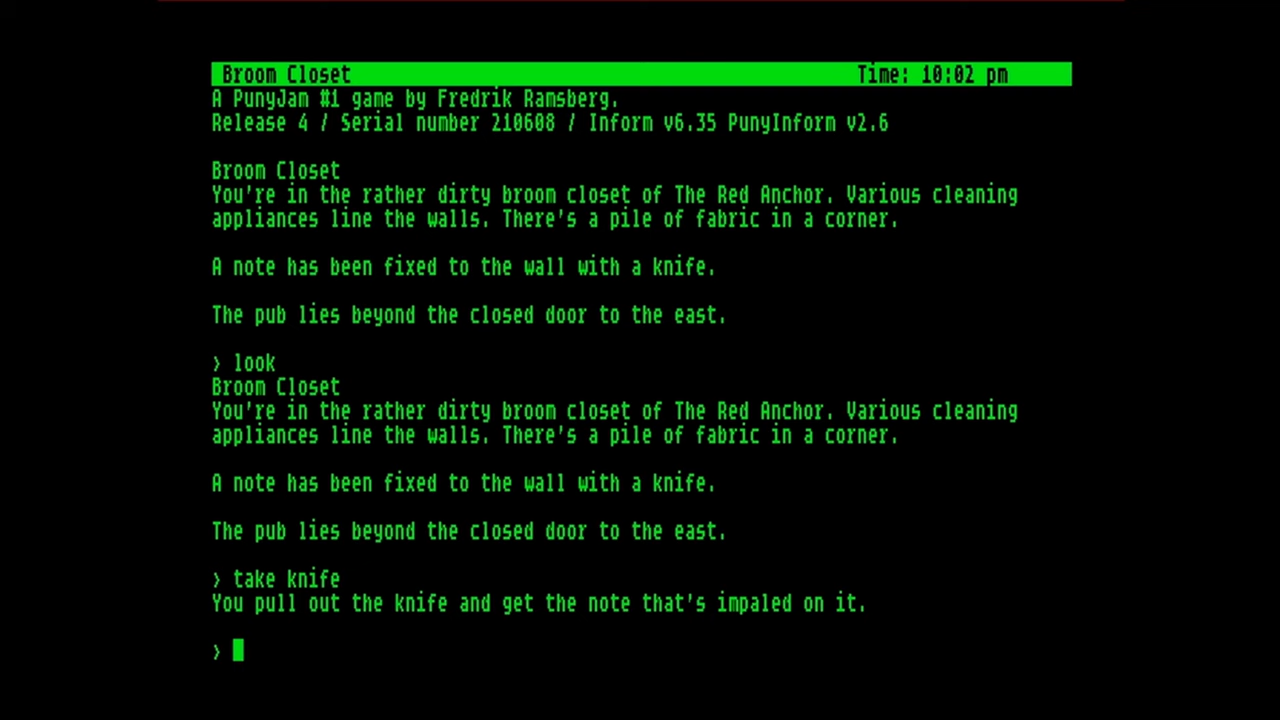 Broom Closet Time: 10:02 pm
A PunyJam #1 game by Fredrik Ramsberg.
Release 4 / Serial number 210608 / Inform v6.35 PunyInform v2.6
Broom Closet
You're in the rather dirty broom closet of The Red Anchor. Various cleaning
appliances line the walls. There's a pile of fabric in a corner.
A note has been fixed to the wall with a knife.
The pub lies beyond the closed door to the east.
> look
Broom Closet
You're in the rather dirty broom closet of The Red Anchor. Various cleaning
appliances line the walls. There's a pile of fabric in a corner.
A note has been fixed to the wall with a knife.
The pub lies beyond the closed door to the east.
> take knife
You pull out the knife and get the note that's impaled on it.
>